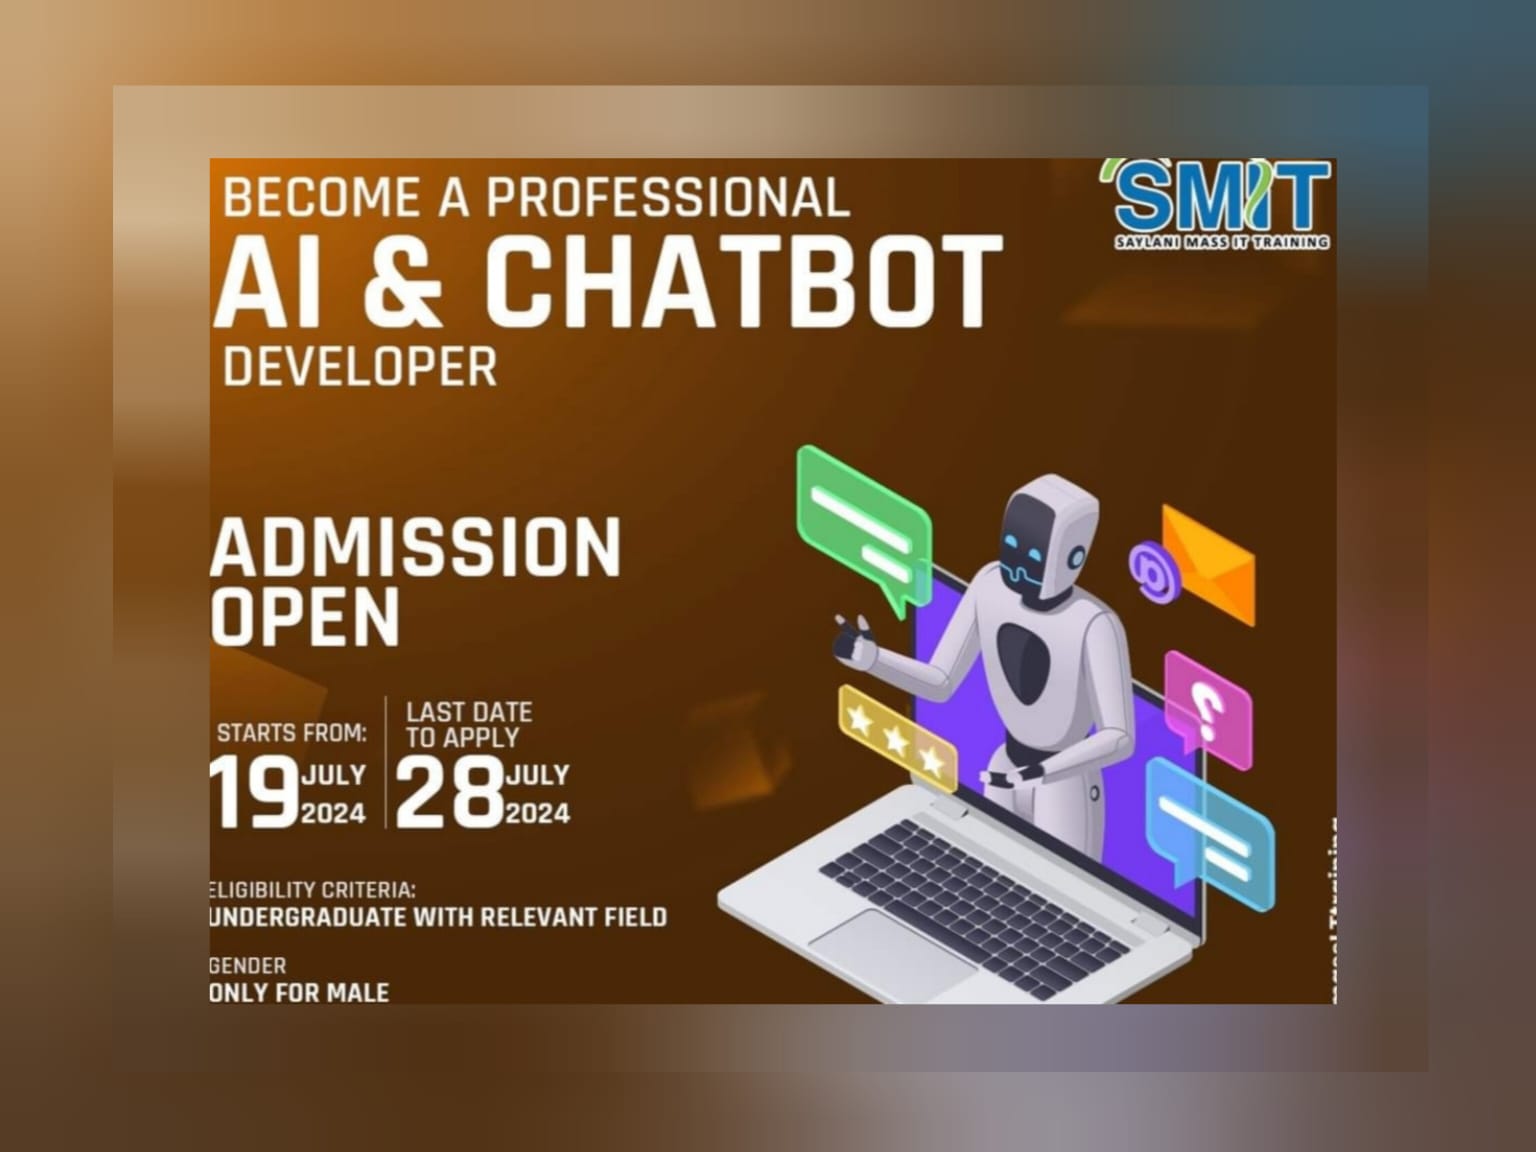 BECOME A PROFESSIONAL
AI & CHATBOT
DEVELOPER
SMIT
SAYLANI MASS IT TRAINING
ADMISSION
OPEN
STARTS FROM:
19 JULY
2024
LAST DATE
TO APPLY
28 JULY
2024
ELIGIBILITY CRITERIA:
UNDERGRADUATE WITH RELEVANT FIELD
GENDER
ONLY FOR MALE